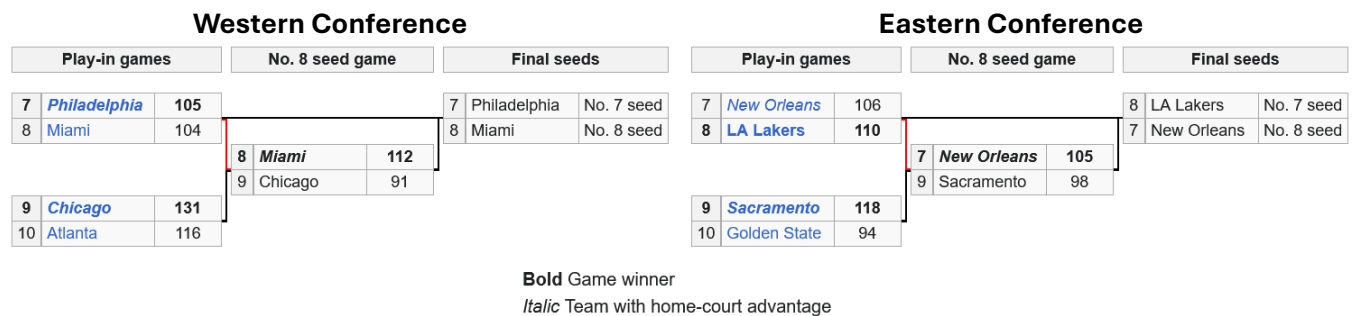 Western Conference
Play-in games No. 8 seed game Final seeds
7 Philadelphia 105
8 Miami 104
8 Miami 112
9 Chicago 91
9 Chicago 131
10 Atlanta 116
7 Philadelphia No. 7 seed
8 Miami No. 8 seed
Eastern Conference
Play-in games No. 8 seed game Final seeds
7 New Orleans 106
8 LA Lakers 110
7 New Orleans 105
9 Sacramento 98
9 Sacramento 118
10 Golden State 94
8 LA Lakers No. 7 seed
7 New Orleans No. 8 seed
Bold Game winner
Italic Team with home-court advantage